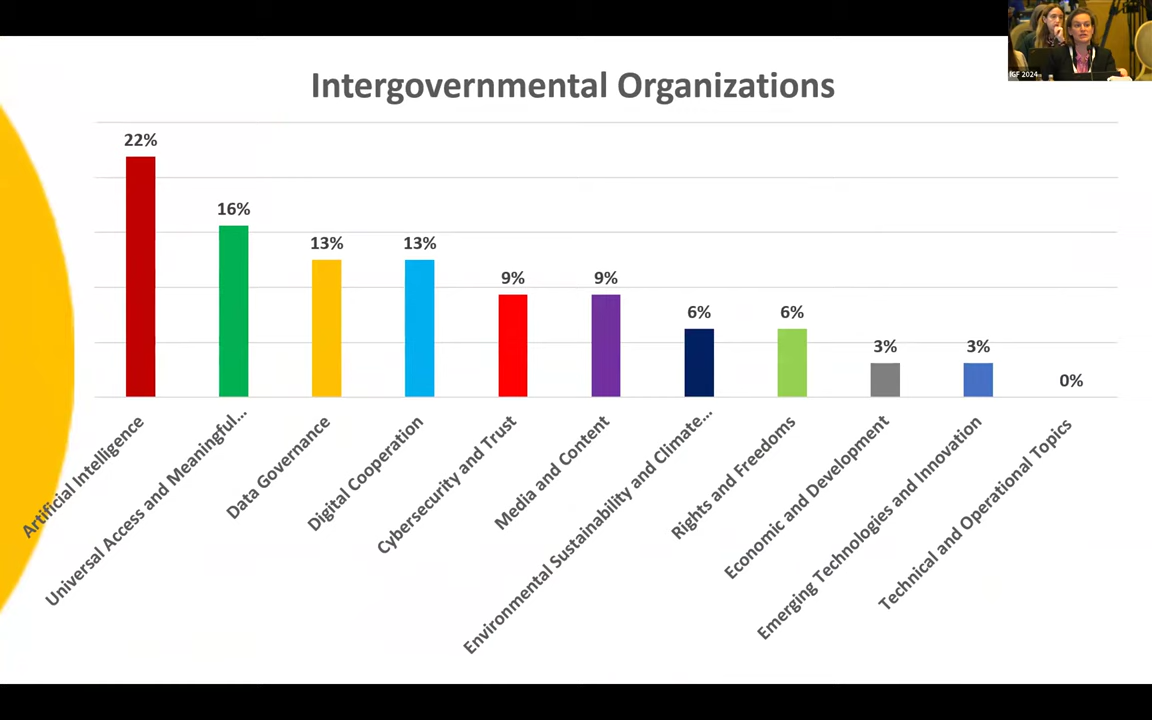 IGF 2024
Intergovernmental Organizations
22%
16%
13%
13%
9%
9%
6%
6%
3%
3%
0%
Artificial Intelligence
Universal Access and Meaningful...
Data Governance
Digital Cooperation
Cybersecurity and Trust
Media and Content
Environmental Sustainability and Climate...
Rights and Freedoms
Economic and Development
Emerging Technologies and Innovation
Technical and Operational Topics